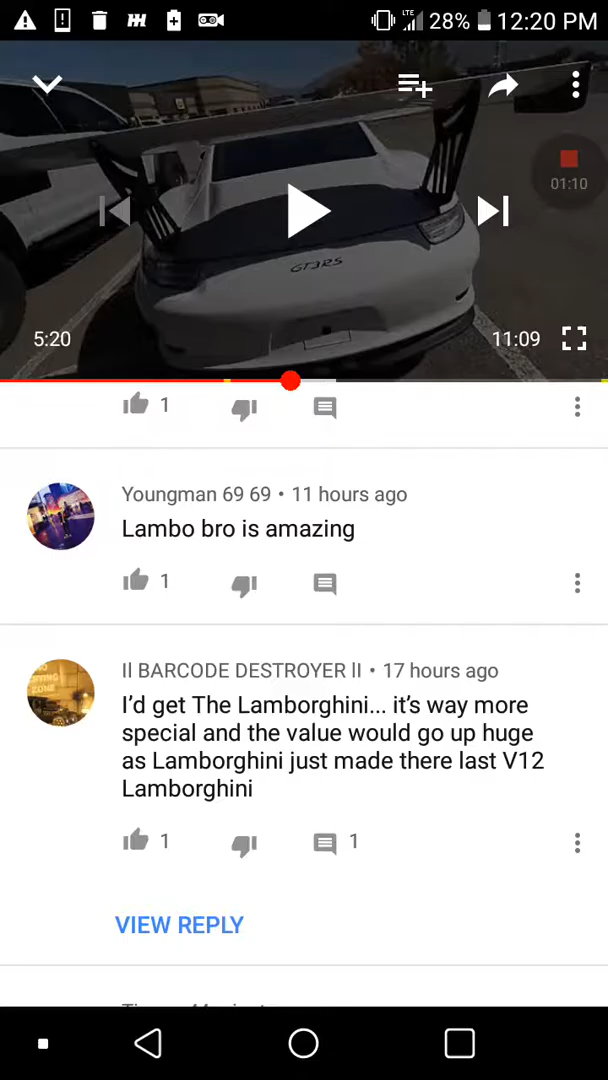 28% 12:20 PM
01:10
GT3RS
5:20
11:09
1
Youngman 69 69 • 11 hours ago
Lambo bro is amazing
1
II BARCODE DESTROYER II • 17 hours ago
I'd get The Lamborghini... it's way more
special and the value would go up huge
as Lamborghini just made there last V12
Lamborghini
1
1
VIEW REPLY